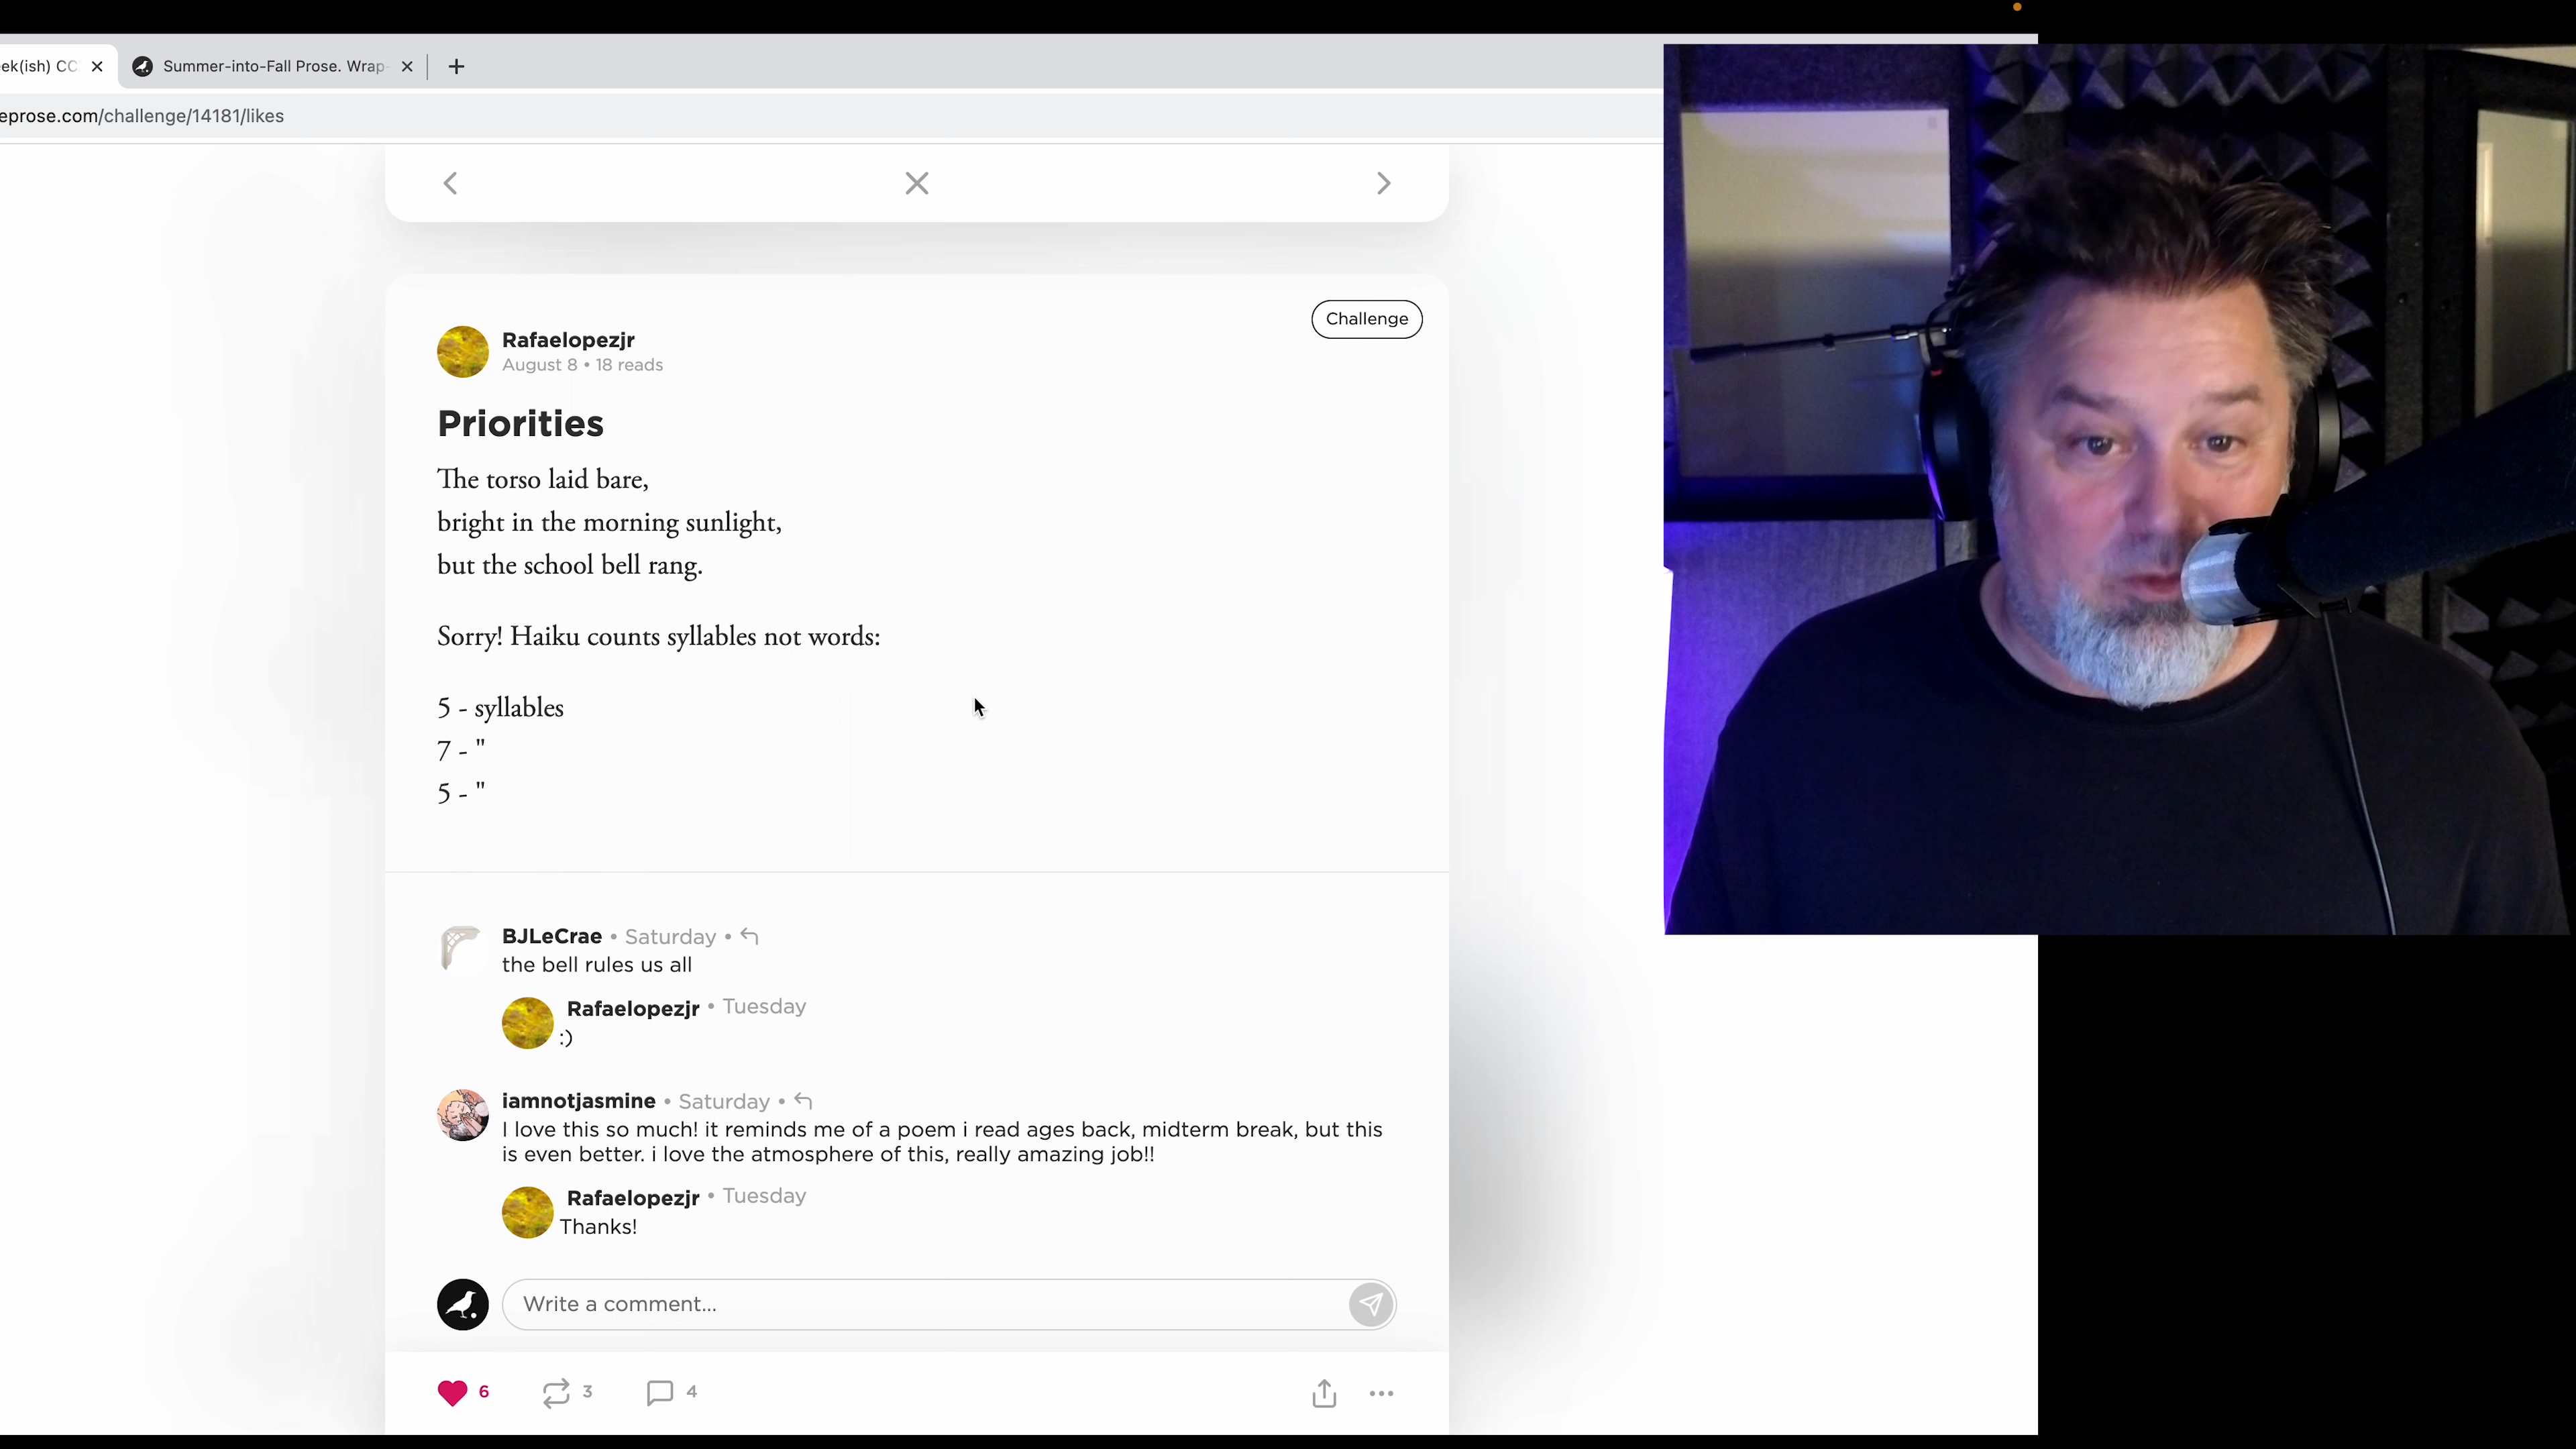 ek(ish) CC
Summer-into-Fall Prose. Wrap-
eprose.com/challenge/14181/likes
Challenge
Rafaelopezjr
August 8 • 18 reads
Priorities
The torso laid bare,
bright in the morning sunlight,
but the school bell rang.
Sorry! Haiku counts syllables not words:
5 - syllables
7 - "
5 - "
BJLeCrae • Saturday •
the bell rules us all
Rafaelopezjr • Tuesday
:)
iamnotjasmine • Saturday •
I love this so much! it reminds me of a poem i read ages back, midterm break, but this
is even better. i love the atmosphere of this, really amazing job!!
Rafaelopezjr • Tuesday
Thanks!
Write a comment...
6 3 4